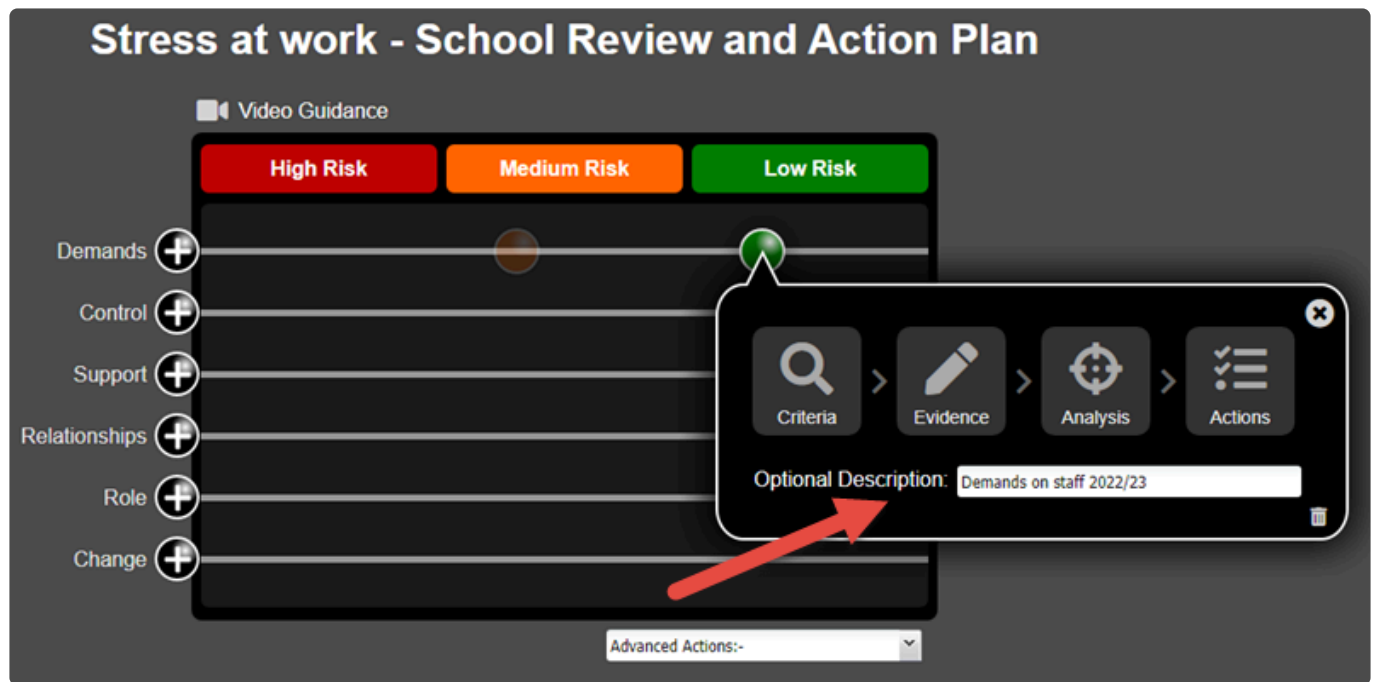 Stress at work - School Review and Action Plan
Video Guidance
High Risk Medium Risk Low Risk
Demands
Control
Support
Relationships
Role
Change
Criteria Evidence Analysis Actions
Optional Description: Demands on staff 2022/23
Advanced Actions:-